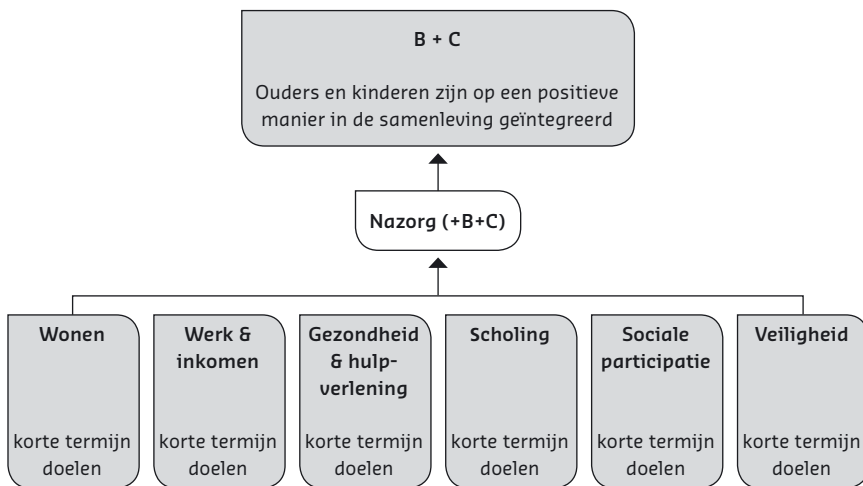 B + C
Ouders en kinderen zijn op een positieve
manier in de samenleving geïntegreerd
Nazorg (+B+C)
Wonen
korte termijn
doelen
Werk &
inkomen
korte termijn
doelen
Gezondheid
& hulp-
verlening
korte termijn
doelen
Scholing
korte termijn
doelen
Sociale
participatie
korte termijn
doelen
Veiligheid
korte termijn
doelen